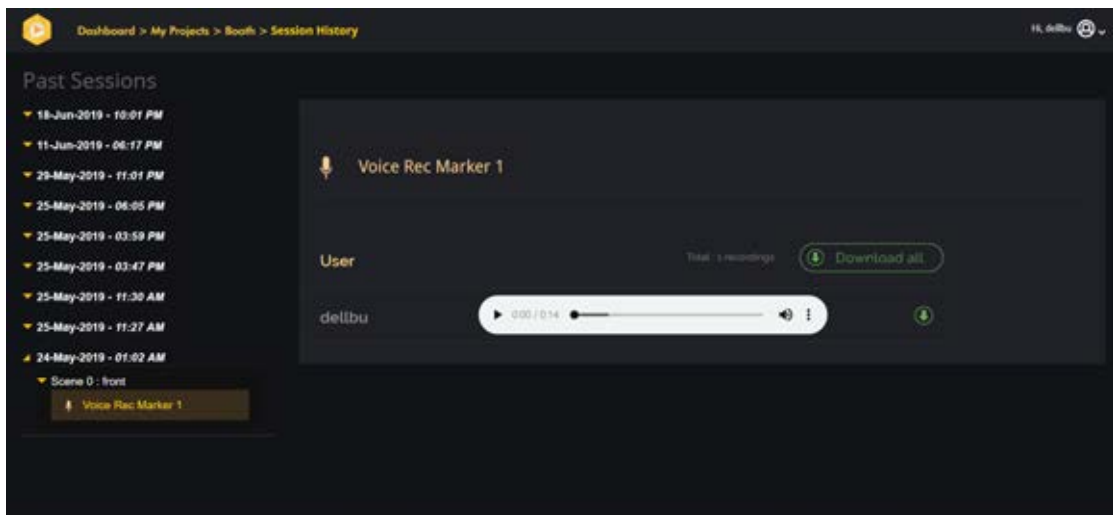 Dashboard > My Projects > Booth > Session History
Hi, dellbu
Past Sessions
18-Jun-2019 - 10:01 PM
11-Jun-2019 - 06:17 PM
29-May-2019 - 11:01 PM
25-May-2019 - 06:05 PM
25-May-2019 - 03:59 PM
25-May-2019 - 03:47 PM
25-May-2019 - 11:30 AM
25-May-2019 - 11:27 AM
24-May-2019 - 01:02 AM
Scene 0 : front
Voice Rec Marker 1
Voice Rec Marker 1
User
Total : 1 recordings
Download all
dellbu
0:00 / 0:14